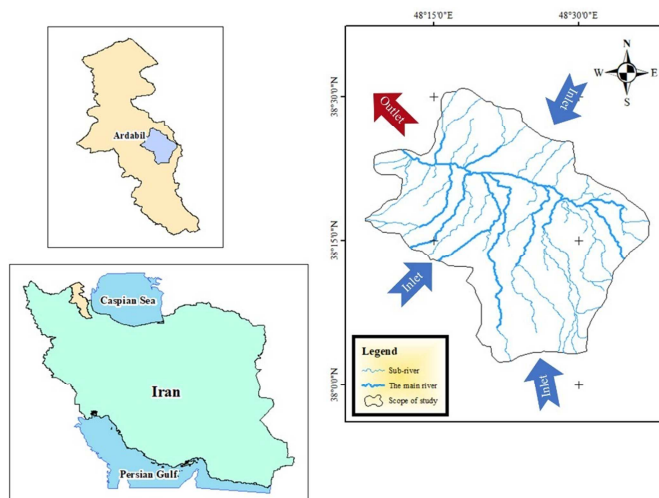 Ardabil
Caspian Sea
Iran
Persian Gulf
48°15'0"E
48°30'0"E
N
W
E
S
38°30'0"N
38°15'0"N
38°0'0"N
Outlet
Inlet
Inlet
Inlet
Legend
Sub-river
The main river
Scope of study